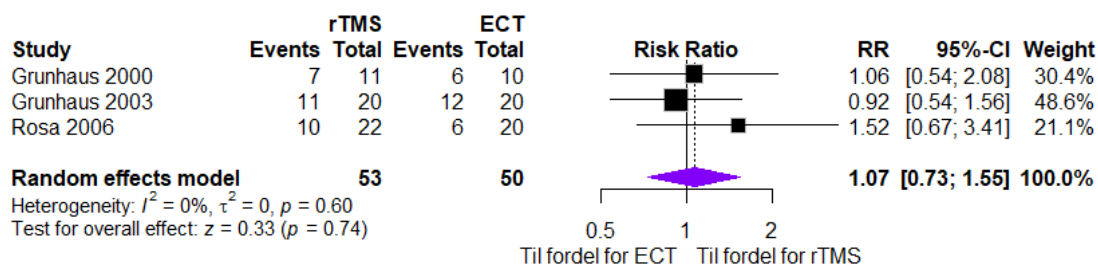 rTMS ECT
Study Events Total Events Total Risk Ratio RR 95%-CI Weight
Grunhaus 2000 7 11 6 10 1.06 [0.54; 2.08] 30.4%
Grunhaus 2003 11 20 12 20 0.92 [0.54; 1.56] 48.6%
Rosa 2006 10 22 6 20 1.52 [0.67; 3.41] 21.1%
Random effects model 53 50 1.07 [0.73; 1.55] 100.0%
Heterogeneity: I² = 0%, τ² = 0, p = 0.60
Test for overall effect: z = 0.33 (p = 0.74)
0.5 1 2
Til fordel for ECT Til fordel for rTMS